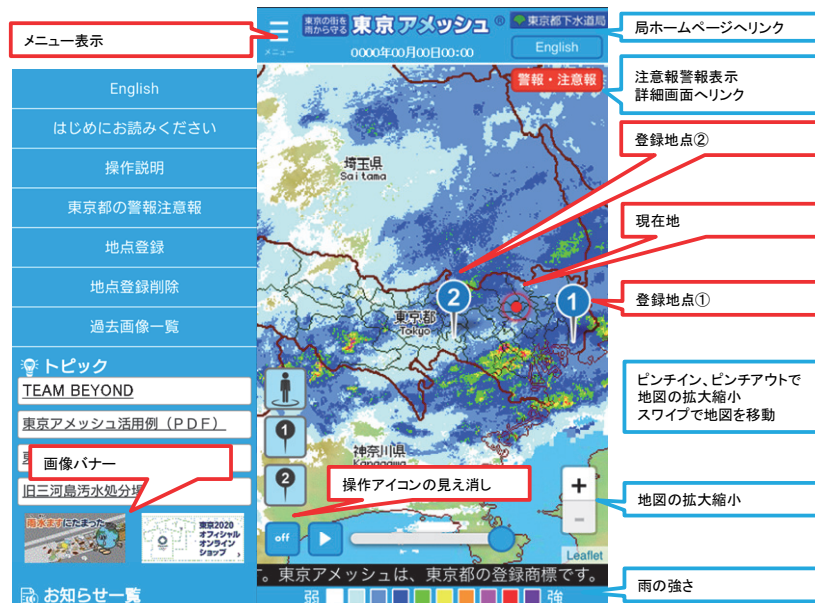 メニュー表示
English
はじめにお読みください
操作説明
東京都の警報注意報
地点登録
地点登録削除
過去画像一覧
トピック
TEAM BEYOND
東京アメッシュ活用例（ＰＤＦ）
画像バナー
旧三河島汚水処分場
雨水ますにたまった
東京2020
オフィシャル
オンライン
ショップ
お知らせ一覧
メニュー
東京の街を
雨から守る
東京アメッシュ®
東京都下水道局
0000年00月00日00:00
English
警報・注意報
埼玉県
Saitama
東京都
Tokyo
2
1
神奈川県
Kanagawa
1
2
操作アイコンの見え消し
off
+
−
Leaflet
。東京アメッシュは、東京都の登録商標です。
弱
強
局ホームページへリンク
注意報警報表示
詳細画面へリンク
登録地点②
現在地
登録地点①
ピンチイン、ピンチアウトで
地図の拡大縮小
スワイプで地図を移動
地図の拡大縮小
雨の強さ